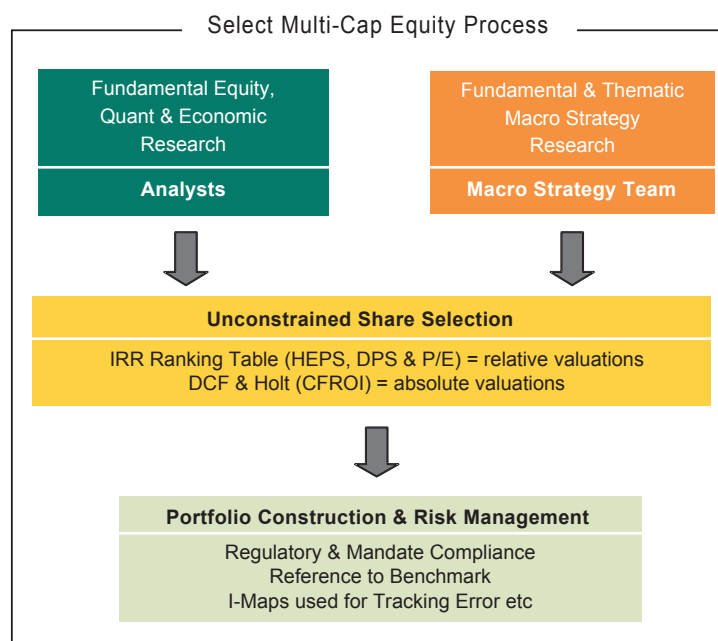 Select Multi-Cap Equity Process
Fundamental Equity,
Quant & Economic
Research
Analysts
Fundamental & Thematic
Macro Strategy
Research
Macro Strategy Team
Unconstrained Share Selection
IRR Ranking Table (HEPS, DPS & P/E) = relative valuations
DCF & Holt (CFROI) = absolute valuations
Portfolio Construction & Risk Management
Regulatory & Mandate Compliance
Reference to Benchmark
I-Maps used for Tracking Error etc